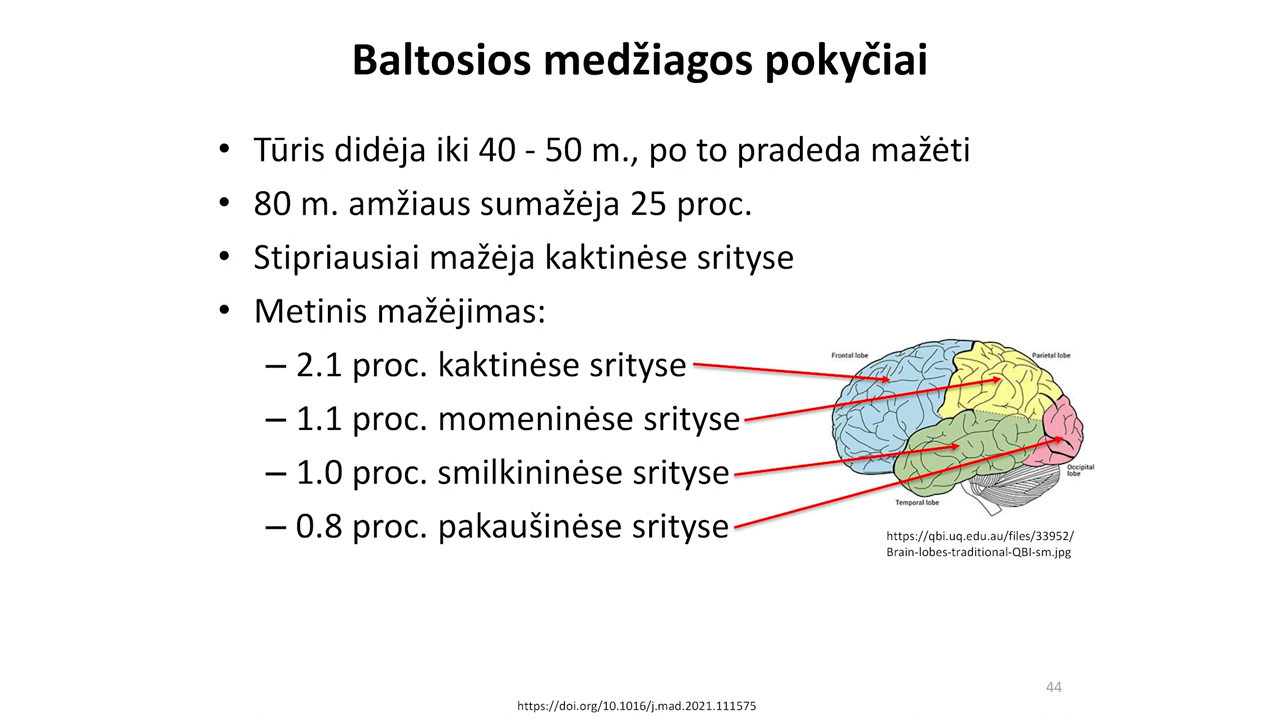 Baltosios medžiagos pokyčiai
• Tūris didėja iki 40 - 50 m., po to pradeda mažėti
• 80 m. amžiaus sumažėja 25 proc.
• Stipriausiai mažėja kaktinėse srityse
• Metinis mažėjimas:
– 2.1 proc. kaktinėse srityse
– 1.1 proc. momeninėse srityse
– 1.0 proc. smilkininėse srityse
– 0.8 proc. pakaušinėse srityse
Frontal lobe
Parietal lobe
Occipital
lobe
Temporal lobe
https://qbi.uq.edu.au/files/33952/
Brain-lobes-traditional-QBI-sm.jpg
44
https://doi.org/10.1016/j.mad.2021.111575